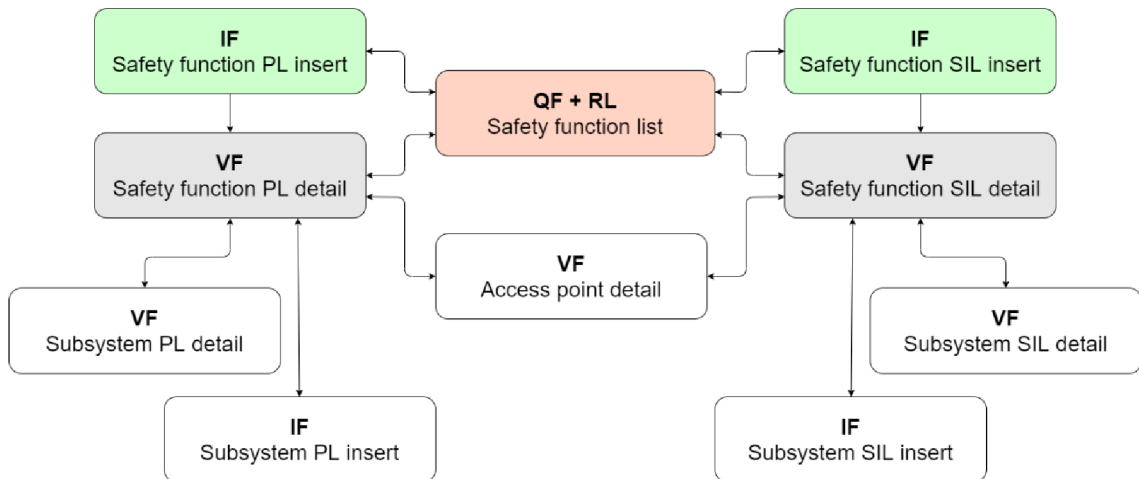 IF
Safety function PL insert
IF
Safety function SIL insert
QF + RL
Safety function list
VF
Safety function PL detail
VF
Safety function SIL detail
VF
Access point detail
VF
Subsystem PL detail
VF
Subsystem SIL detail
IF
Subsystem PL insert
IF
Subsystem SIL insert